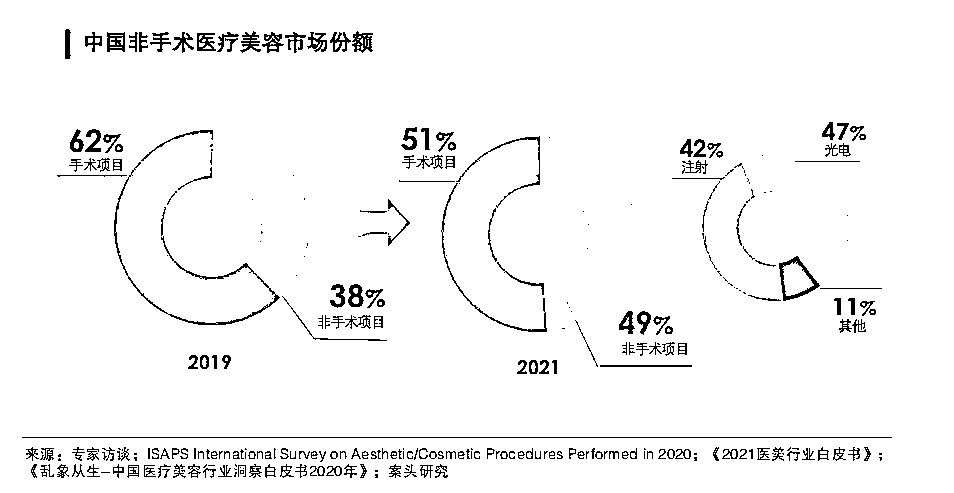 中国非手术医疗美容市场份额
62%
手术项目
38%
非手术项目
2019
51%
手术项目
49%
非手术项目
2021
42%
注射
47%
光电
11%
其他
来源：专家访谈；ISAPS International Survey on Aesthetic/Cosmetic Procedures Performed in 2020；《2021医美行业白皮书》；
《乱象丛生—中国医疗美容行业洞察白皮书2020年》；案头研究